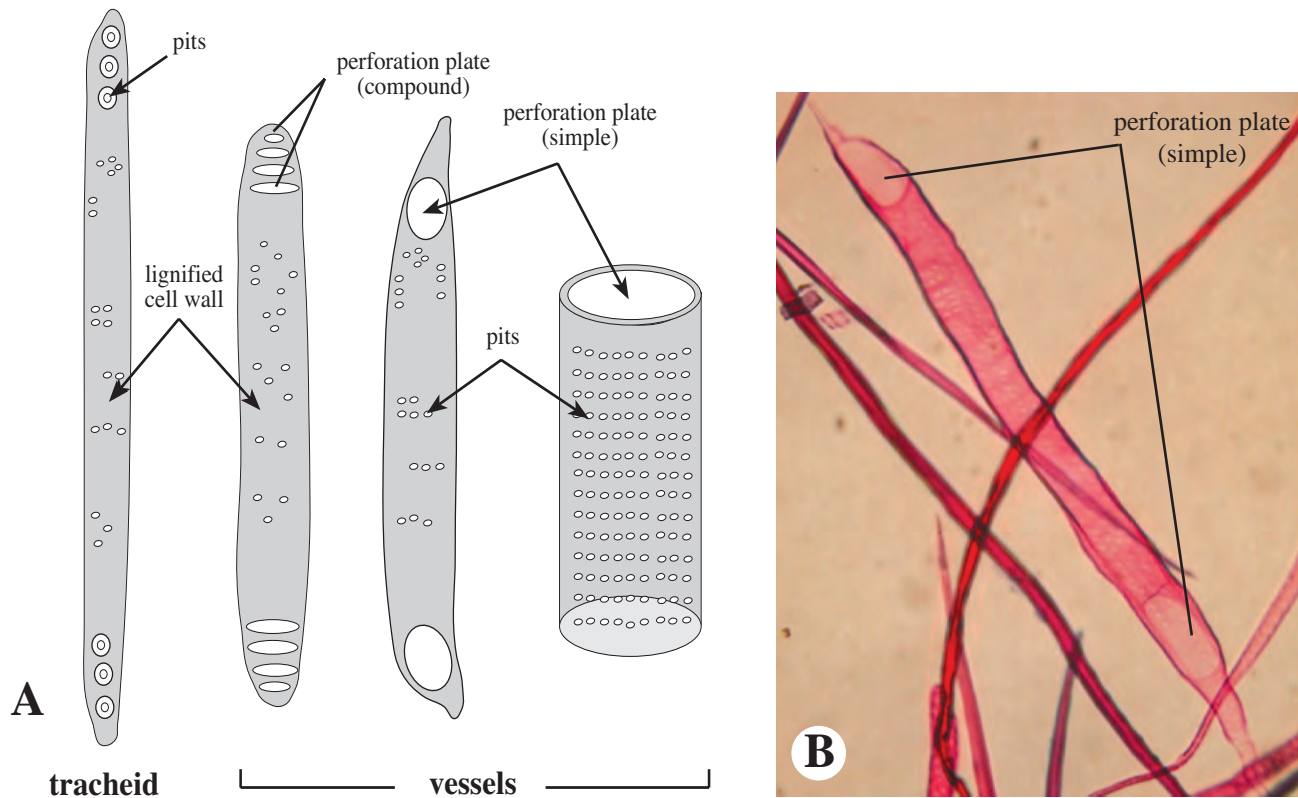 pits
perforation plate
(compound)
perforation plate
(simple)
lignified
cell wall
pits
A
tracheid
vessels
perforation plate
(simple)
B